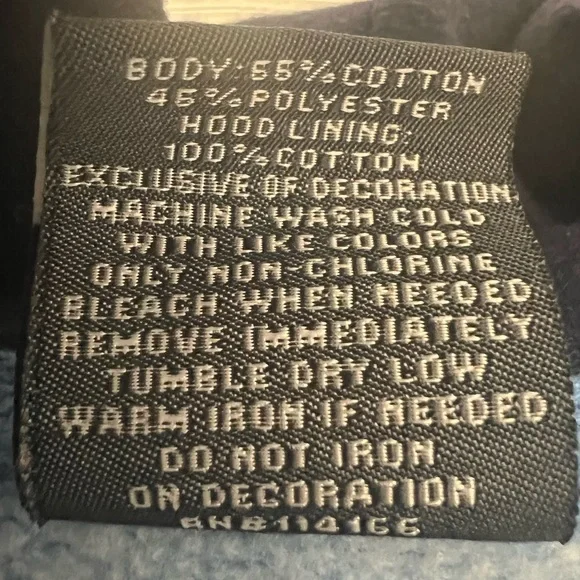 BODY: 55% COTTON
45% POLYESTER
HOOD LINING:
100% COTTON
EXCLUSIVE OF DECORATION
MACHINE WASH COLD
WITH LIKE COLORS
ONLY NON-CHLORINE
BLEACH WHEN NEEDED
REMOVE IMMEDIATELY
TUMBLE DRY LOW
WARM IRON IF NEEDED
DO NOT IRON
ON DECORATION